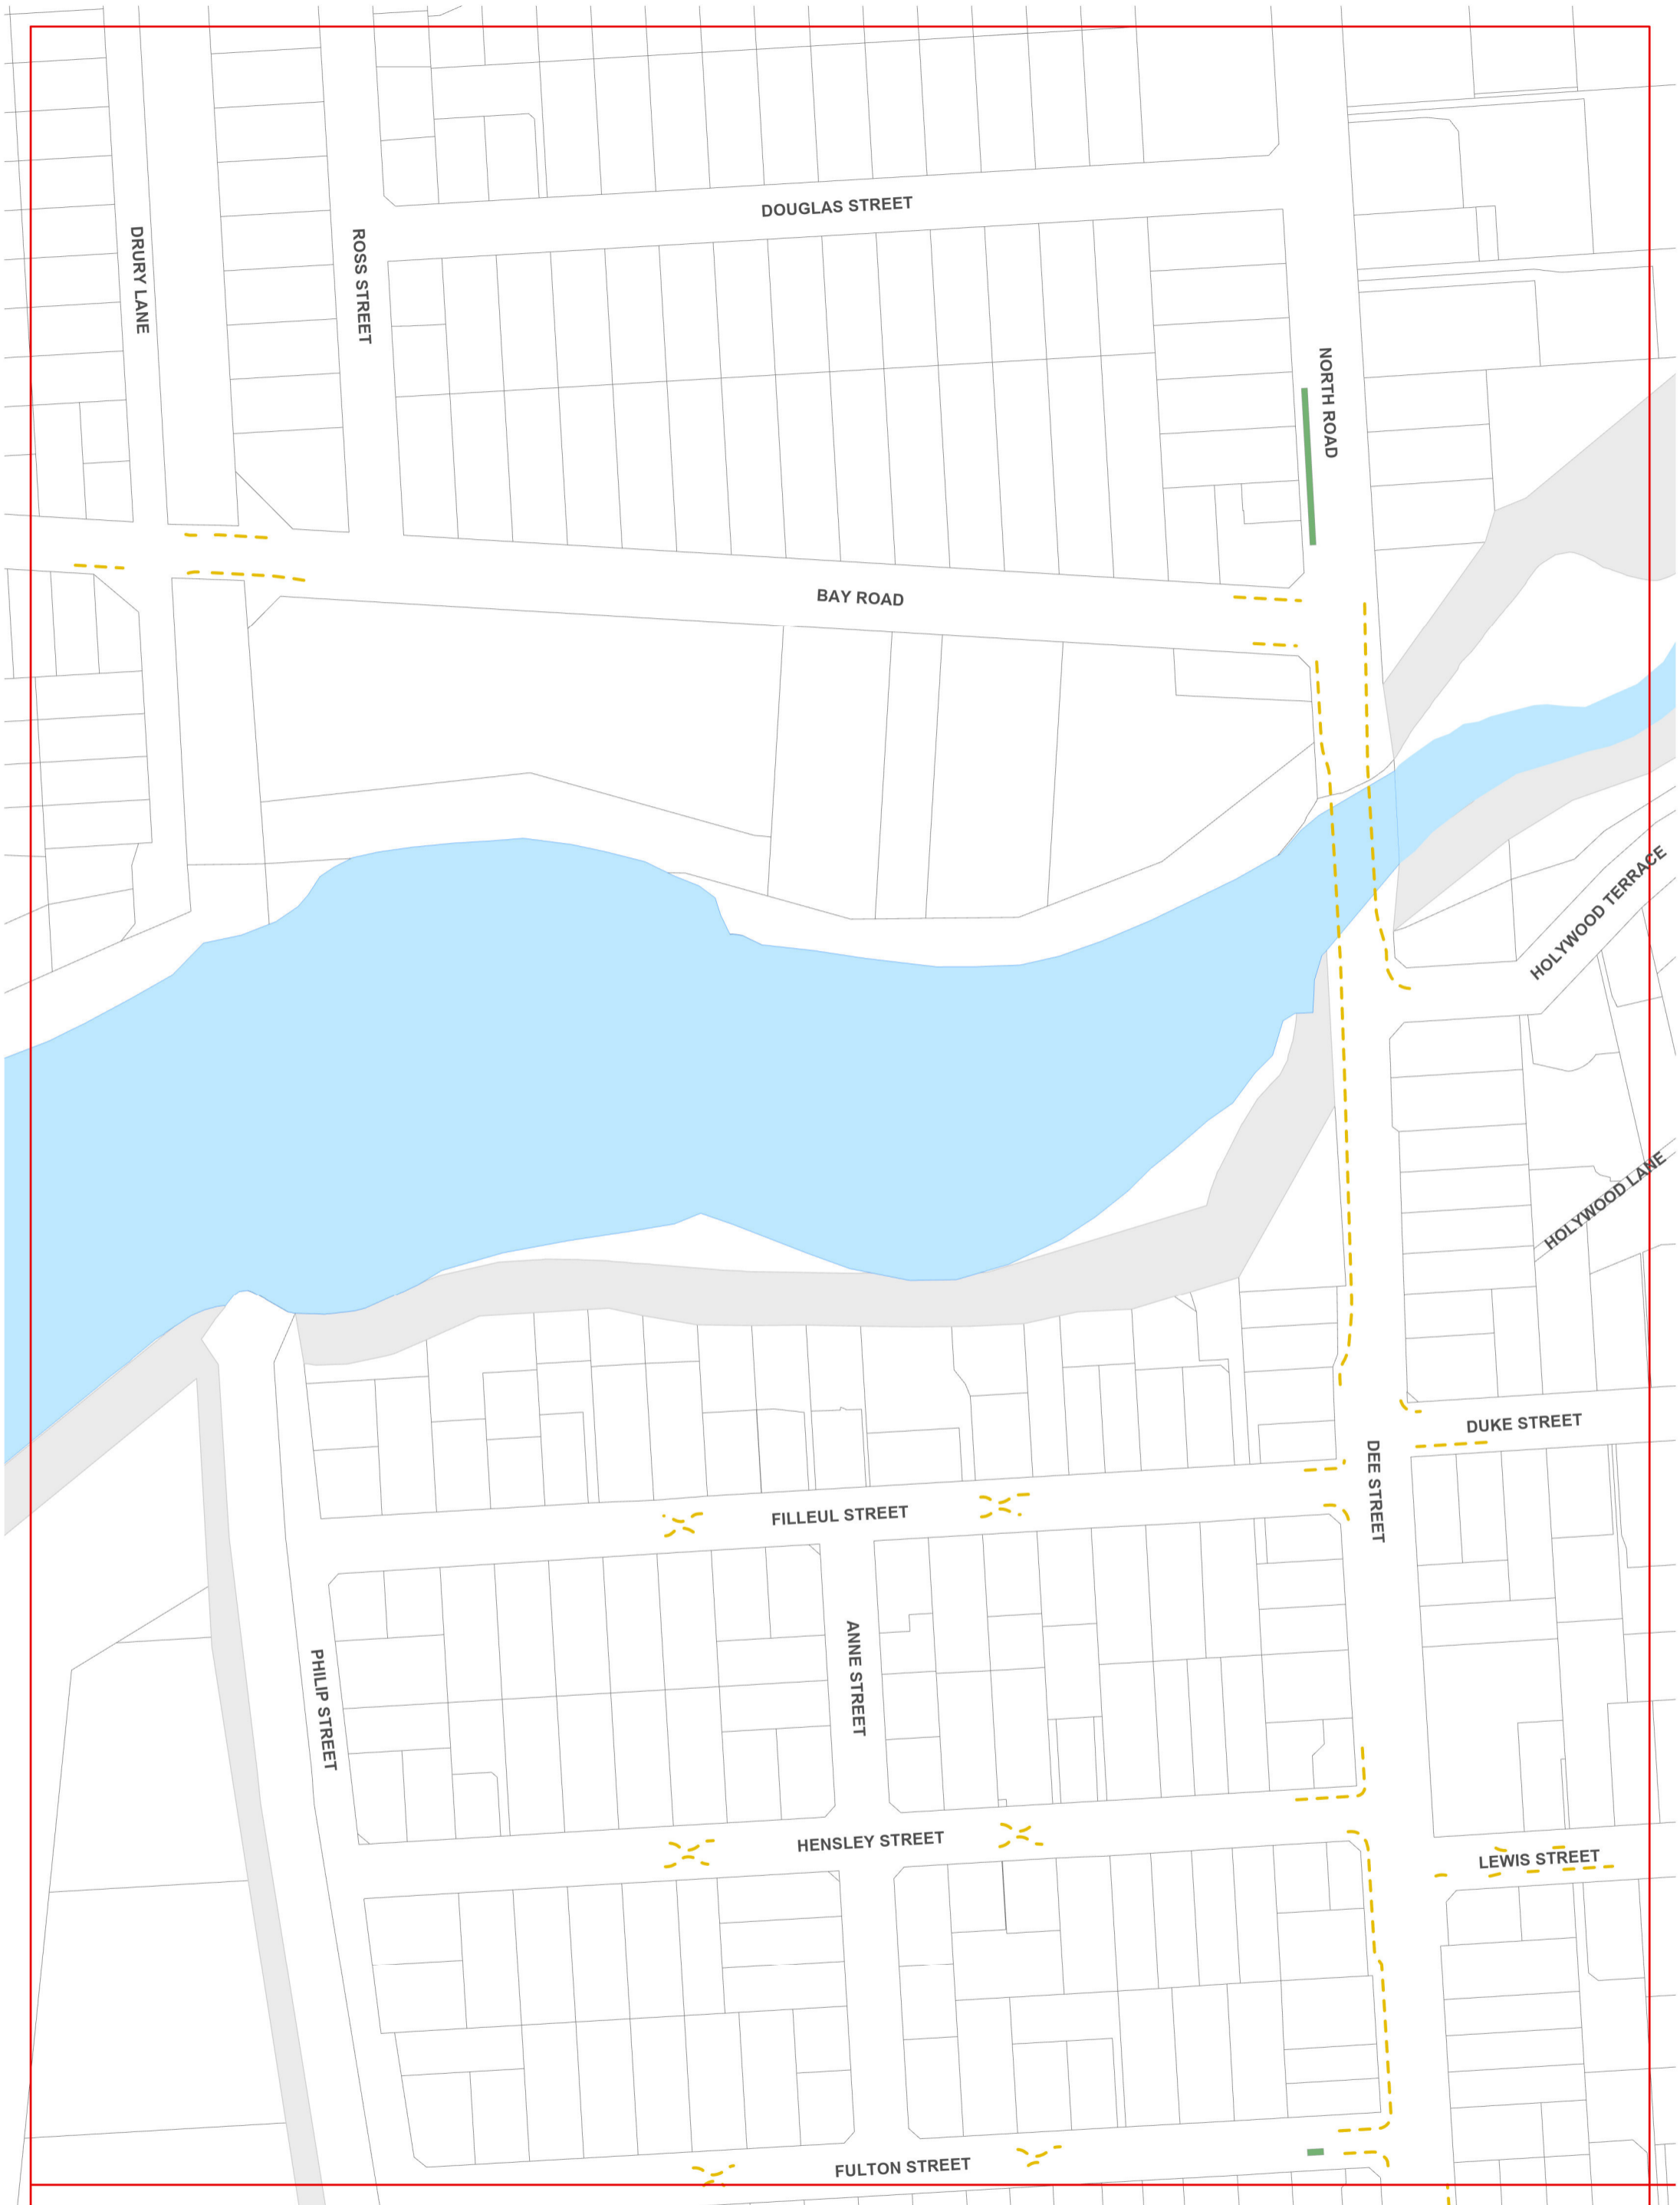 DOUGLAS STREET
DRURY LANE
ROSS STREET
NORTH ROAD
BAY ROAD
HOLYWOOD TERRACE
HOLYWOOD LANE
DUKE STREET
DEE STREET
FILLEUL STREET
ANNE STREET
PHILIP STREET
HENSLEY STREET
LEWIS STREET
FULTON STREET